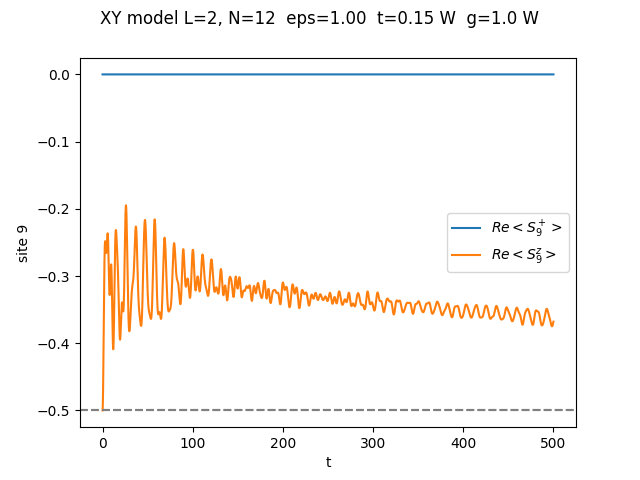 XY model L=2, N=12 eps=1.00 t=0.15 W g=1.0 W
0.0
−0.1
−0.2
−0.3
−0.4
−0.5
site 9
Re < S₉⁺ >
Re < S₉ᶻ >
0 100 200 300 400 500
t